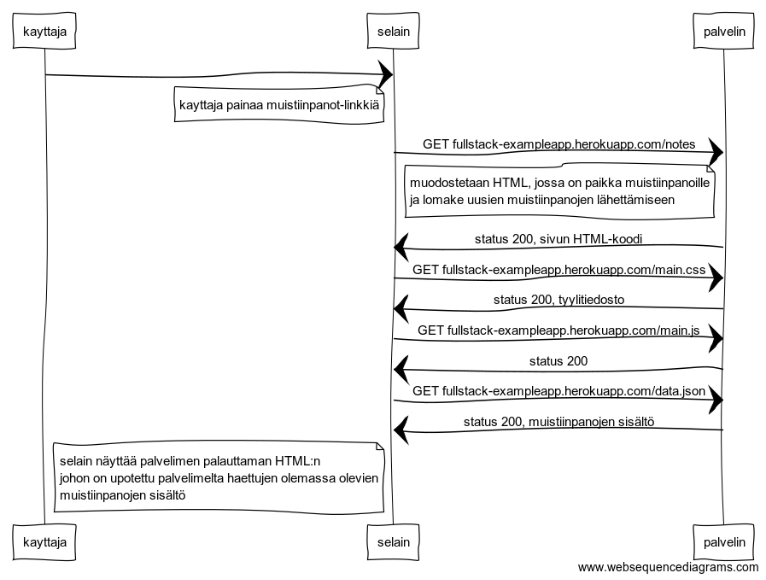 kayttaja
selain
palvelin
kayttaja painaa muistiinpanot-linkkiä
GET fullstack-exampleapp.herokuapp.com/notes
muodostetaan HTML, jossa on paikka muistiinpanoille
ja lomake uusien muistiinpanojen lähettämiseen
status 200, sivun HTML-koodi
GET fullstack-exampleapp.herokuapp.com/main.css
status 200, tyylitiedosto
GET fullstack-exampleapp.herokuapp.com/main.js
status 200
GET fullstack-exampleapp.herokuapp.com/data.json
status 200, muistiinpanojen sisältö
selain näyttää palvelimen palauttaman HTML:n
johon on upotettu palvelimelta haettujen olemassa olevien
muistiinpanojen sisältö
kayttaja
selain
palvelin
www.websequencediagrams.com